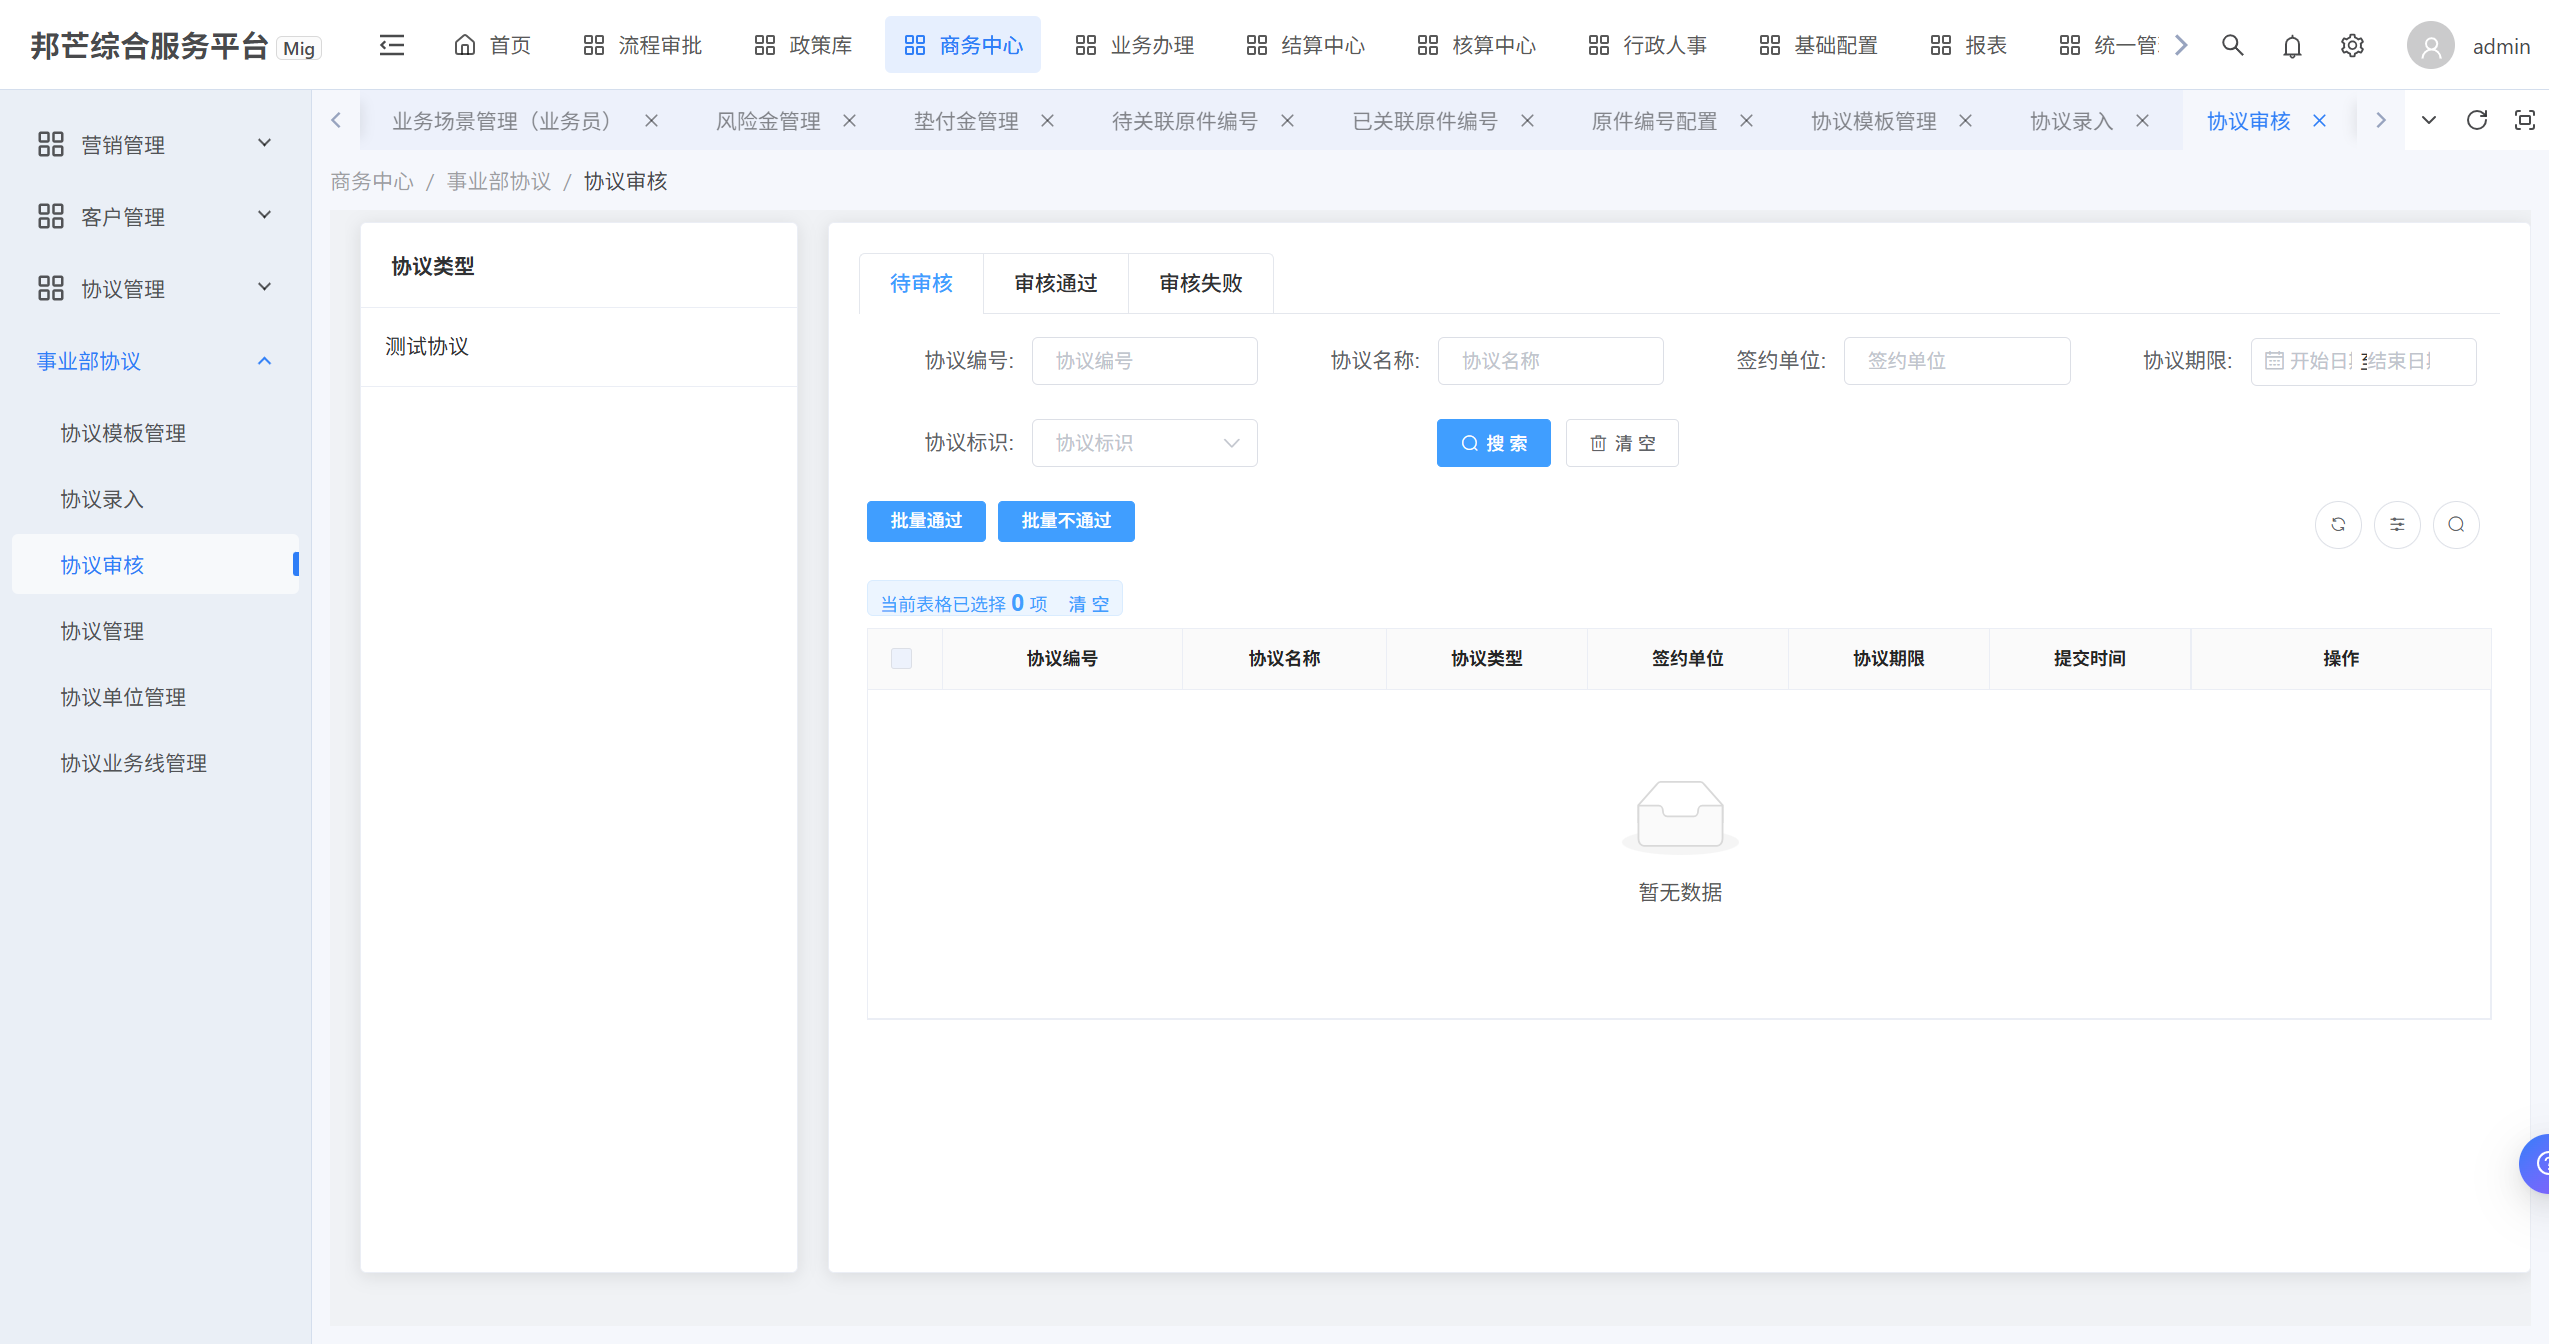 邦芒综合服务平台 Mig 首页 流程审批 政策库 商务中心 业务办理 结算中心 核算中心 行政人事 基础配置 报表 统一管 admin
业务场景管理（业务员） 风险金管理 垫付金管理 待关联原件编号 已关联原件编号 原件编号配置 协议模板管理 协议录入 协议审核
商务中心 / 事业部协议 / 协议审核
营销管理
客户管理
协议管理
事业部协议
协议模板管理
协议录入
协议审核
协议管理
协议单位管理
协议业务线管理
协议类型
测试协议
待审核 审核通过 审核失败
协议编号: 协议编号 协议名称: 协议名称 签约单位: 签约单位 协议期限: 开始日 结束日
协议标识: 协议标识 搜 索 清 空
批量通过 批量不通过
当前表格已选择 0 项 清 空
协议编号 协议名称 协议类型 签约单位 协议期限 提交时间 操作
暂无数据